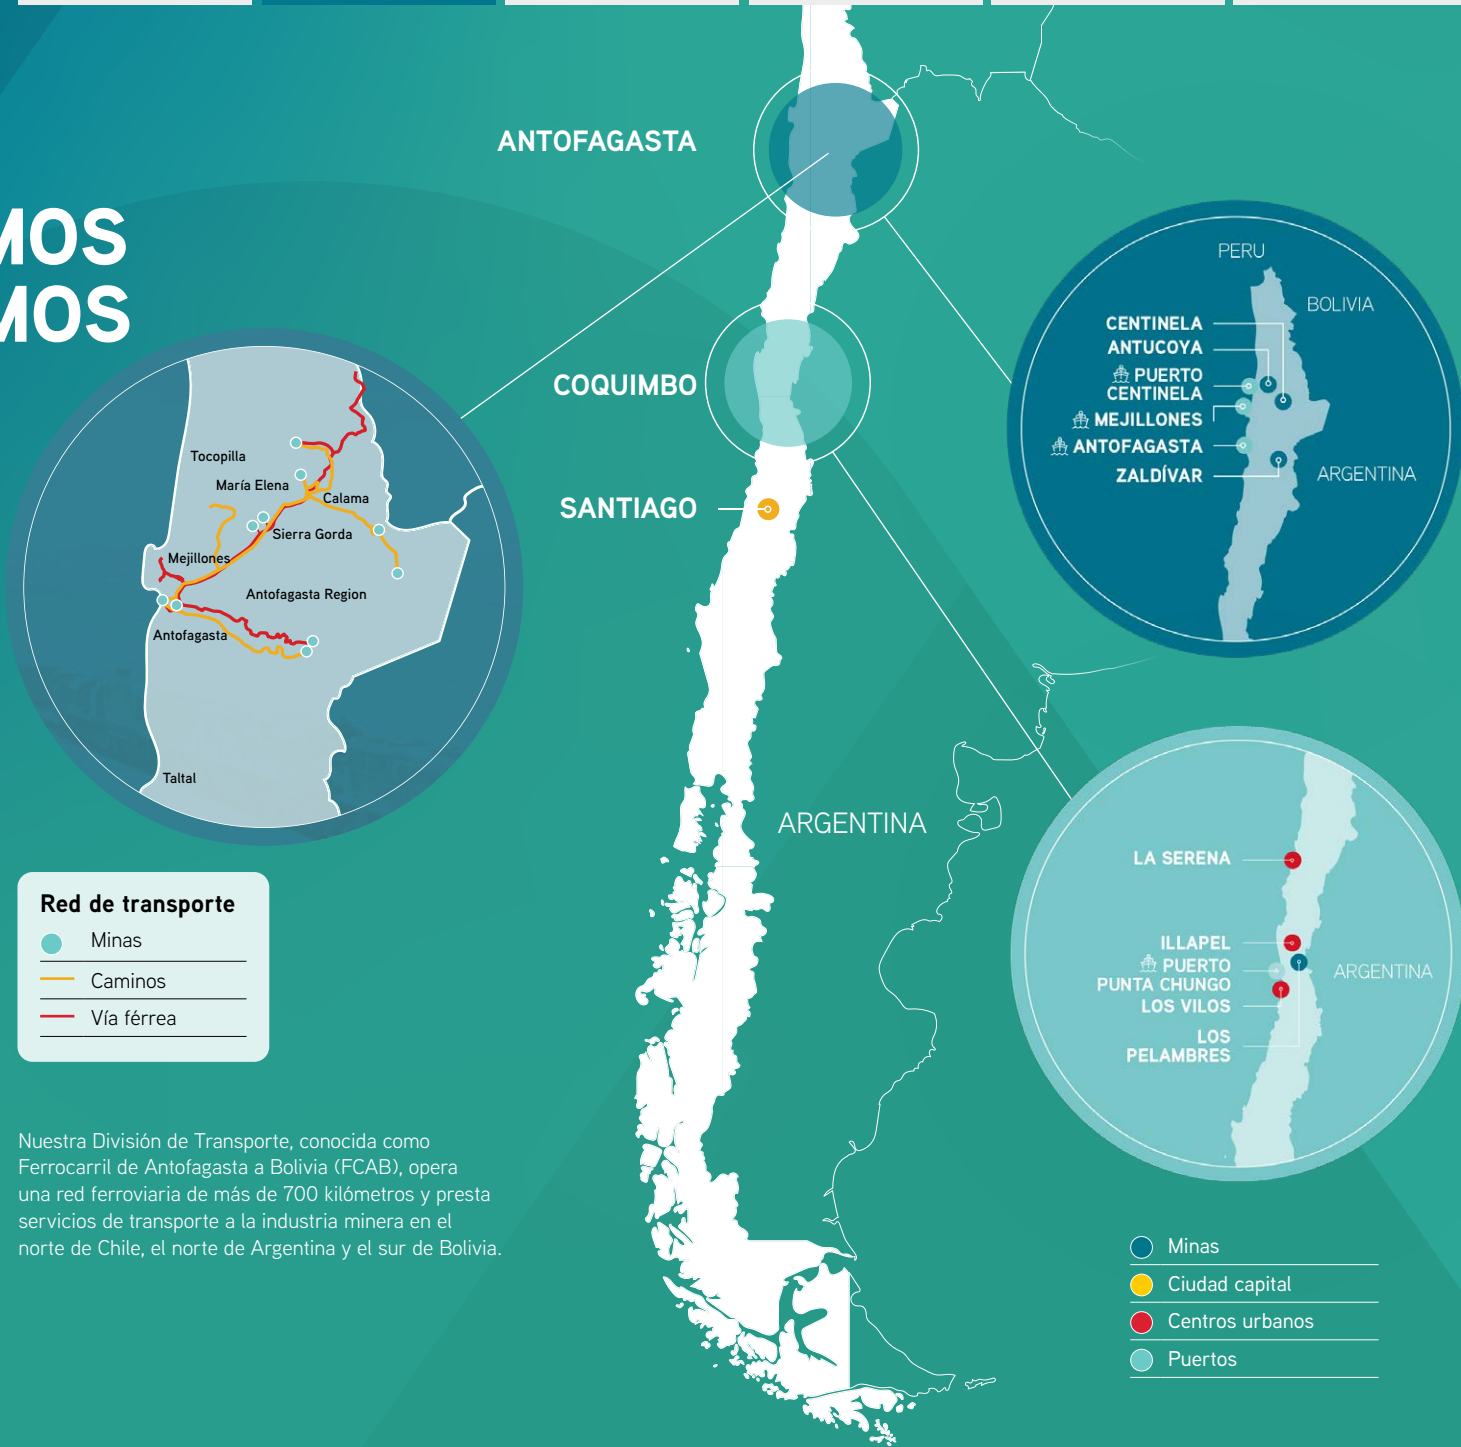 MOS
MOS
ANTOFAGASTA
COQUIMBO
SANTIAGO
ARGENTINA
Tocopilla
María Elena
Calama
Sierra Gorda
Mejillones
Antofagasta Region
Antofagasta
Taltal
Red de transporte
Minas
Caminos
Vía férrea
Nuestra División de Transporte, conocida como
Ferrocarril de Antofagasta a Bolivia (FCAB), opera
una red ferroviaria de más de 700 kilómetros y presta
servicios de transporte a la industria minera en el
norte de Chile, el norte de Argentina y el sur de Bolivia.
PERU
BOLIVIA
CENTINELA
ANTUCOYA
PUERTO
CENTINELA
MEJILLONES
ANTOFAGASTA
ZALDÍVAR
ARGENTINA
LA SERENA
ILLAPEL
PUERTO
PUNTA CHUNGO
LOS VILOS
LOS
PELAMBRES
ARGENTINA
Minas
Ciudad capital
Centros urbanos
Puertos